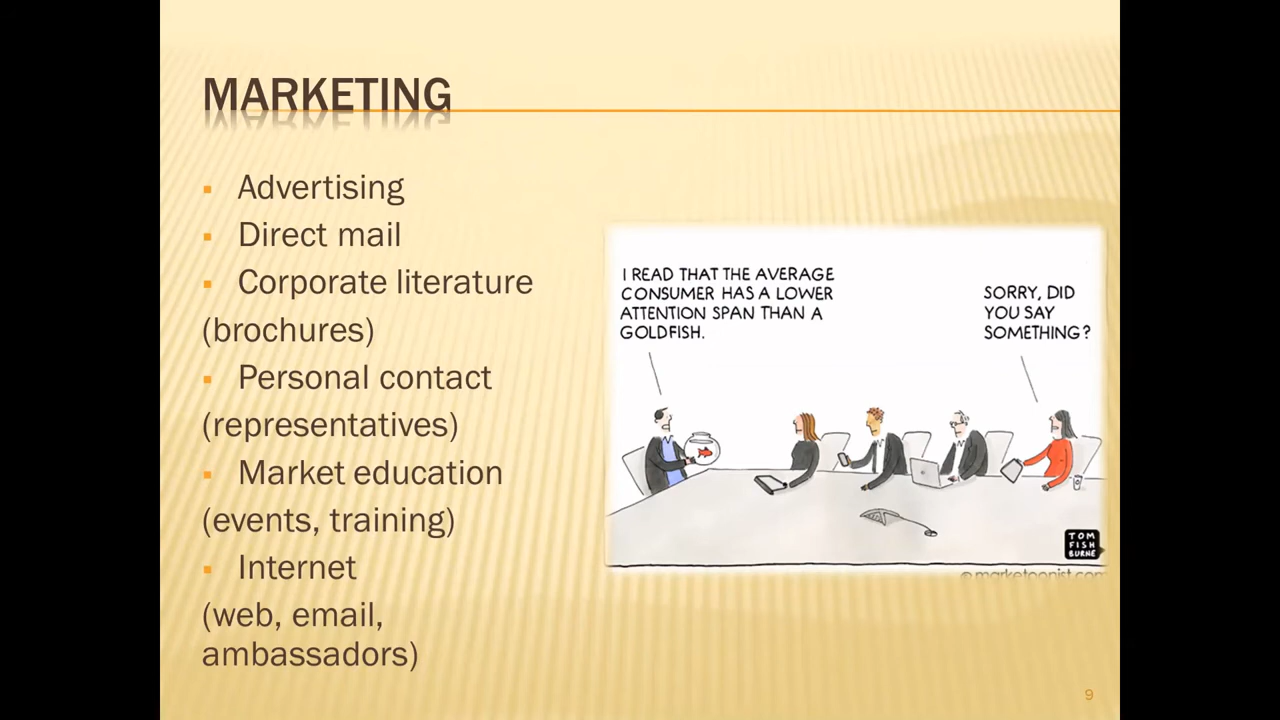 MARKETING
▪ Advertising
▪ Direct mail
▪ Corporate literature
(brochures)
▪ Personal contact
(representatives)
▪ Market education
(events, training)
▪ Internet
(web, email,
ambassadors)
I READ THAT THE AVERAGE
CONSUMER HAS A LOWER
ATTENTION SPAN THAN A
GOLDFISH.
SORRY, DID
YOU SAY
SOMETHING?
TOM
FISH
BURNE
© marketoonist.com
9